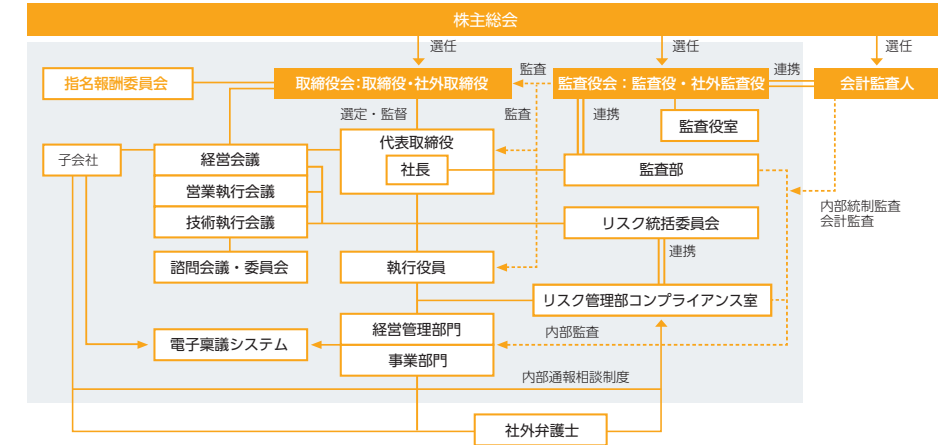 株主総会
選任
選任
選任
指名報酬委員会
取締役会:取締役・社外取締役
監査
監査役会：監査役・社外監査役
連携
会計監査人
選定・監督
監査
連携
監査役室
子会社
経営会議
代表取締役
社長
監査部
営業執行会議
技術執行会議
リスク統括委員会
内部統制監査
会計監査
諮問会議・委員会
執行役員
連携
リスク管理部コンプライアンス室
電子稟議システム
経営管理部門
内部監査
事業部門
内部通報相談制度
社外弁護士